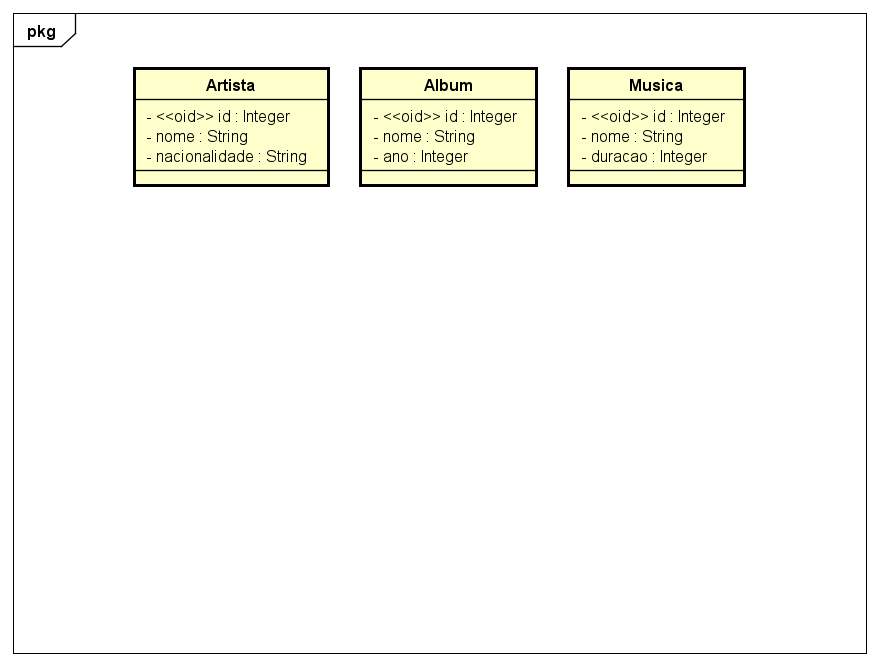 pkg
Artista
- <<oid>> id : Integer
- nome : String
- nacionalidade : String
Album
- <<oid>> id : Integer
- nome : String
- ano : Integer
Musica
- <<oid>> id : Integer
- nome : String
- duracao : Integer